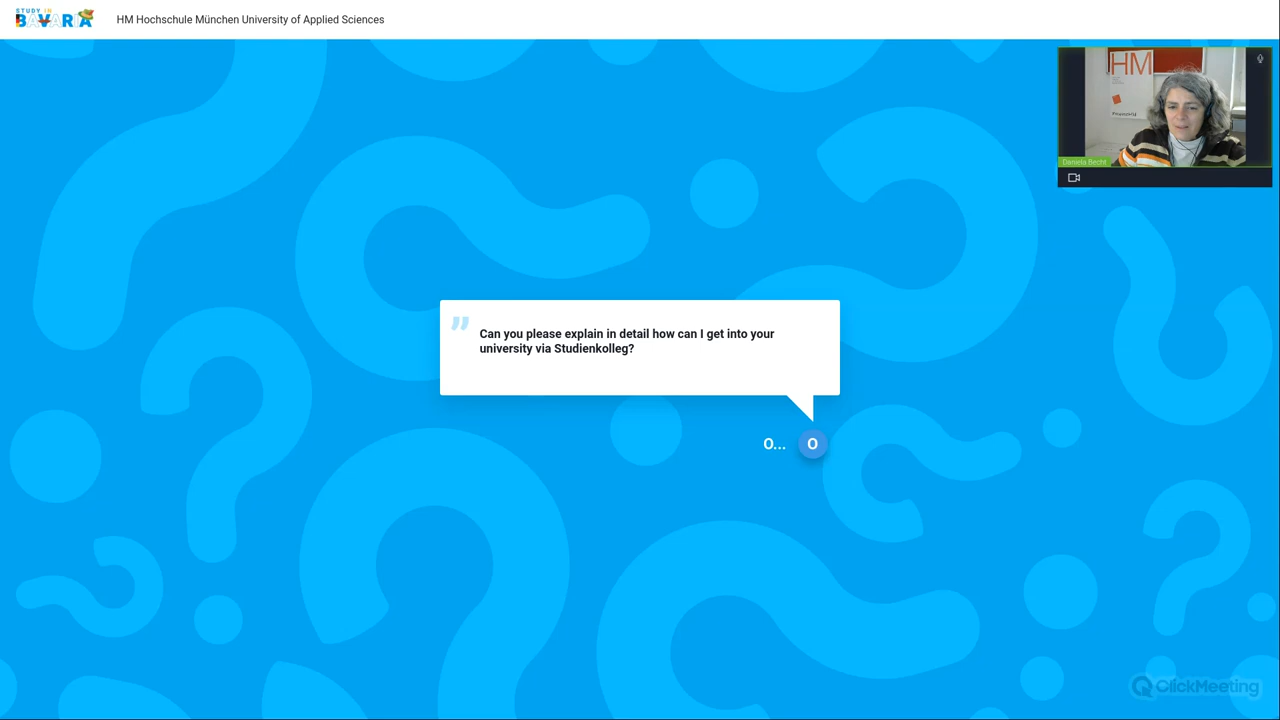 STUDY IN
BAVARIA
HM Hochschule München University of Applied Sciences
HM
Daniela Becht
Can you please explain in detail how can I get into your
university via Studienkolleg?
O... O
ClickMeeting